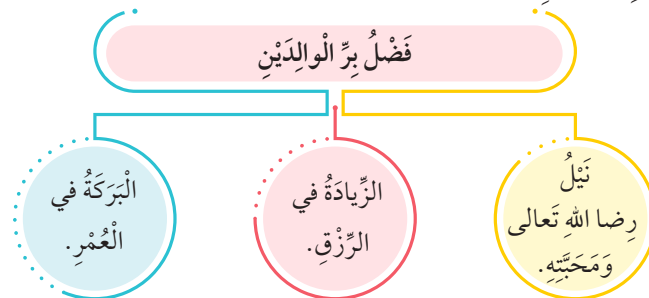 فَضْلُ بِرِّ الْوالِدَيْنِ
نَيْلُ
رِضا اللهِ تَعالى
وَمَحَبَّتِهِ.
الزِّيادَةُ في
الرِّزْقِ.
الْبَرَكَةُ في
الْعُمْرِ.